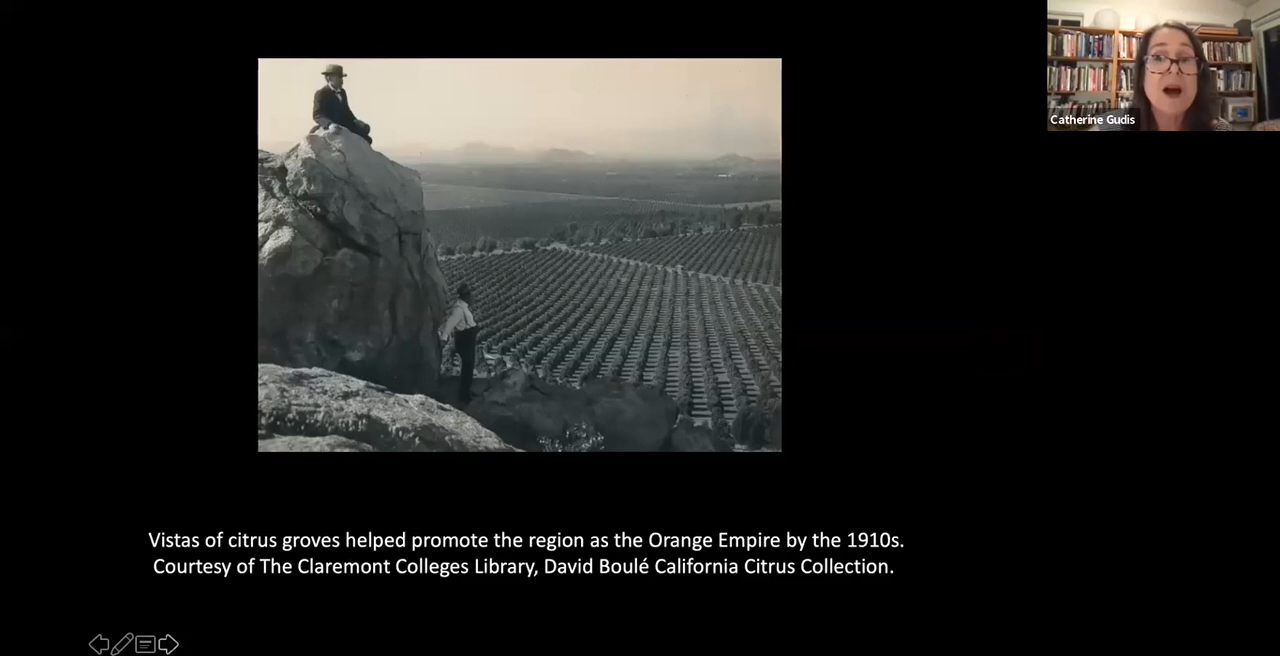 Catherine Gudis
Vistas of citrus groves helped promote the region as the Orange Empire by the 1910s.
Courtesy of The Claremont Colleges Library, David Boulé California Citrus Collection.